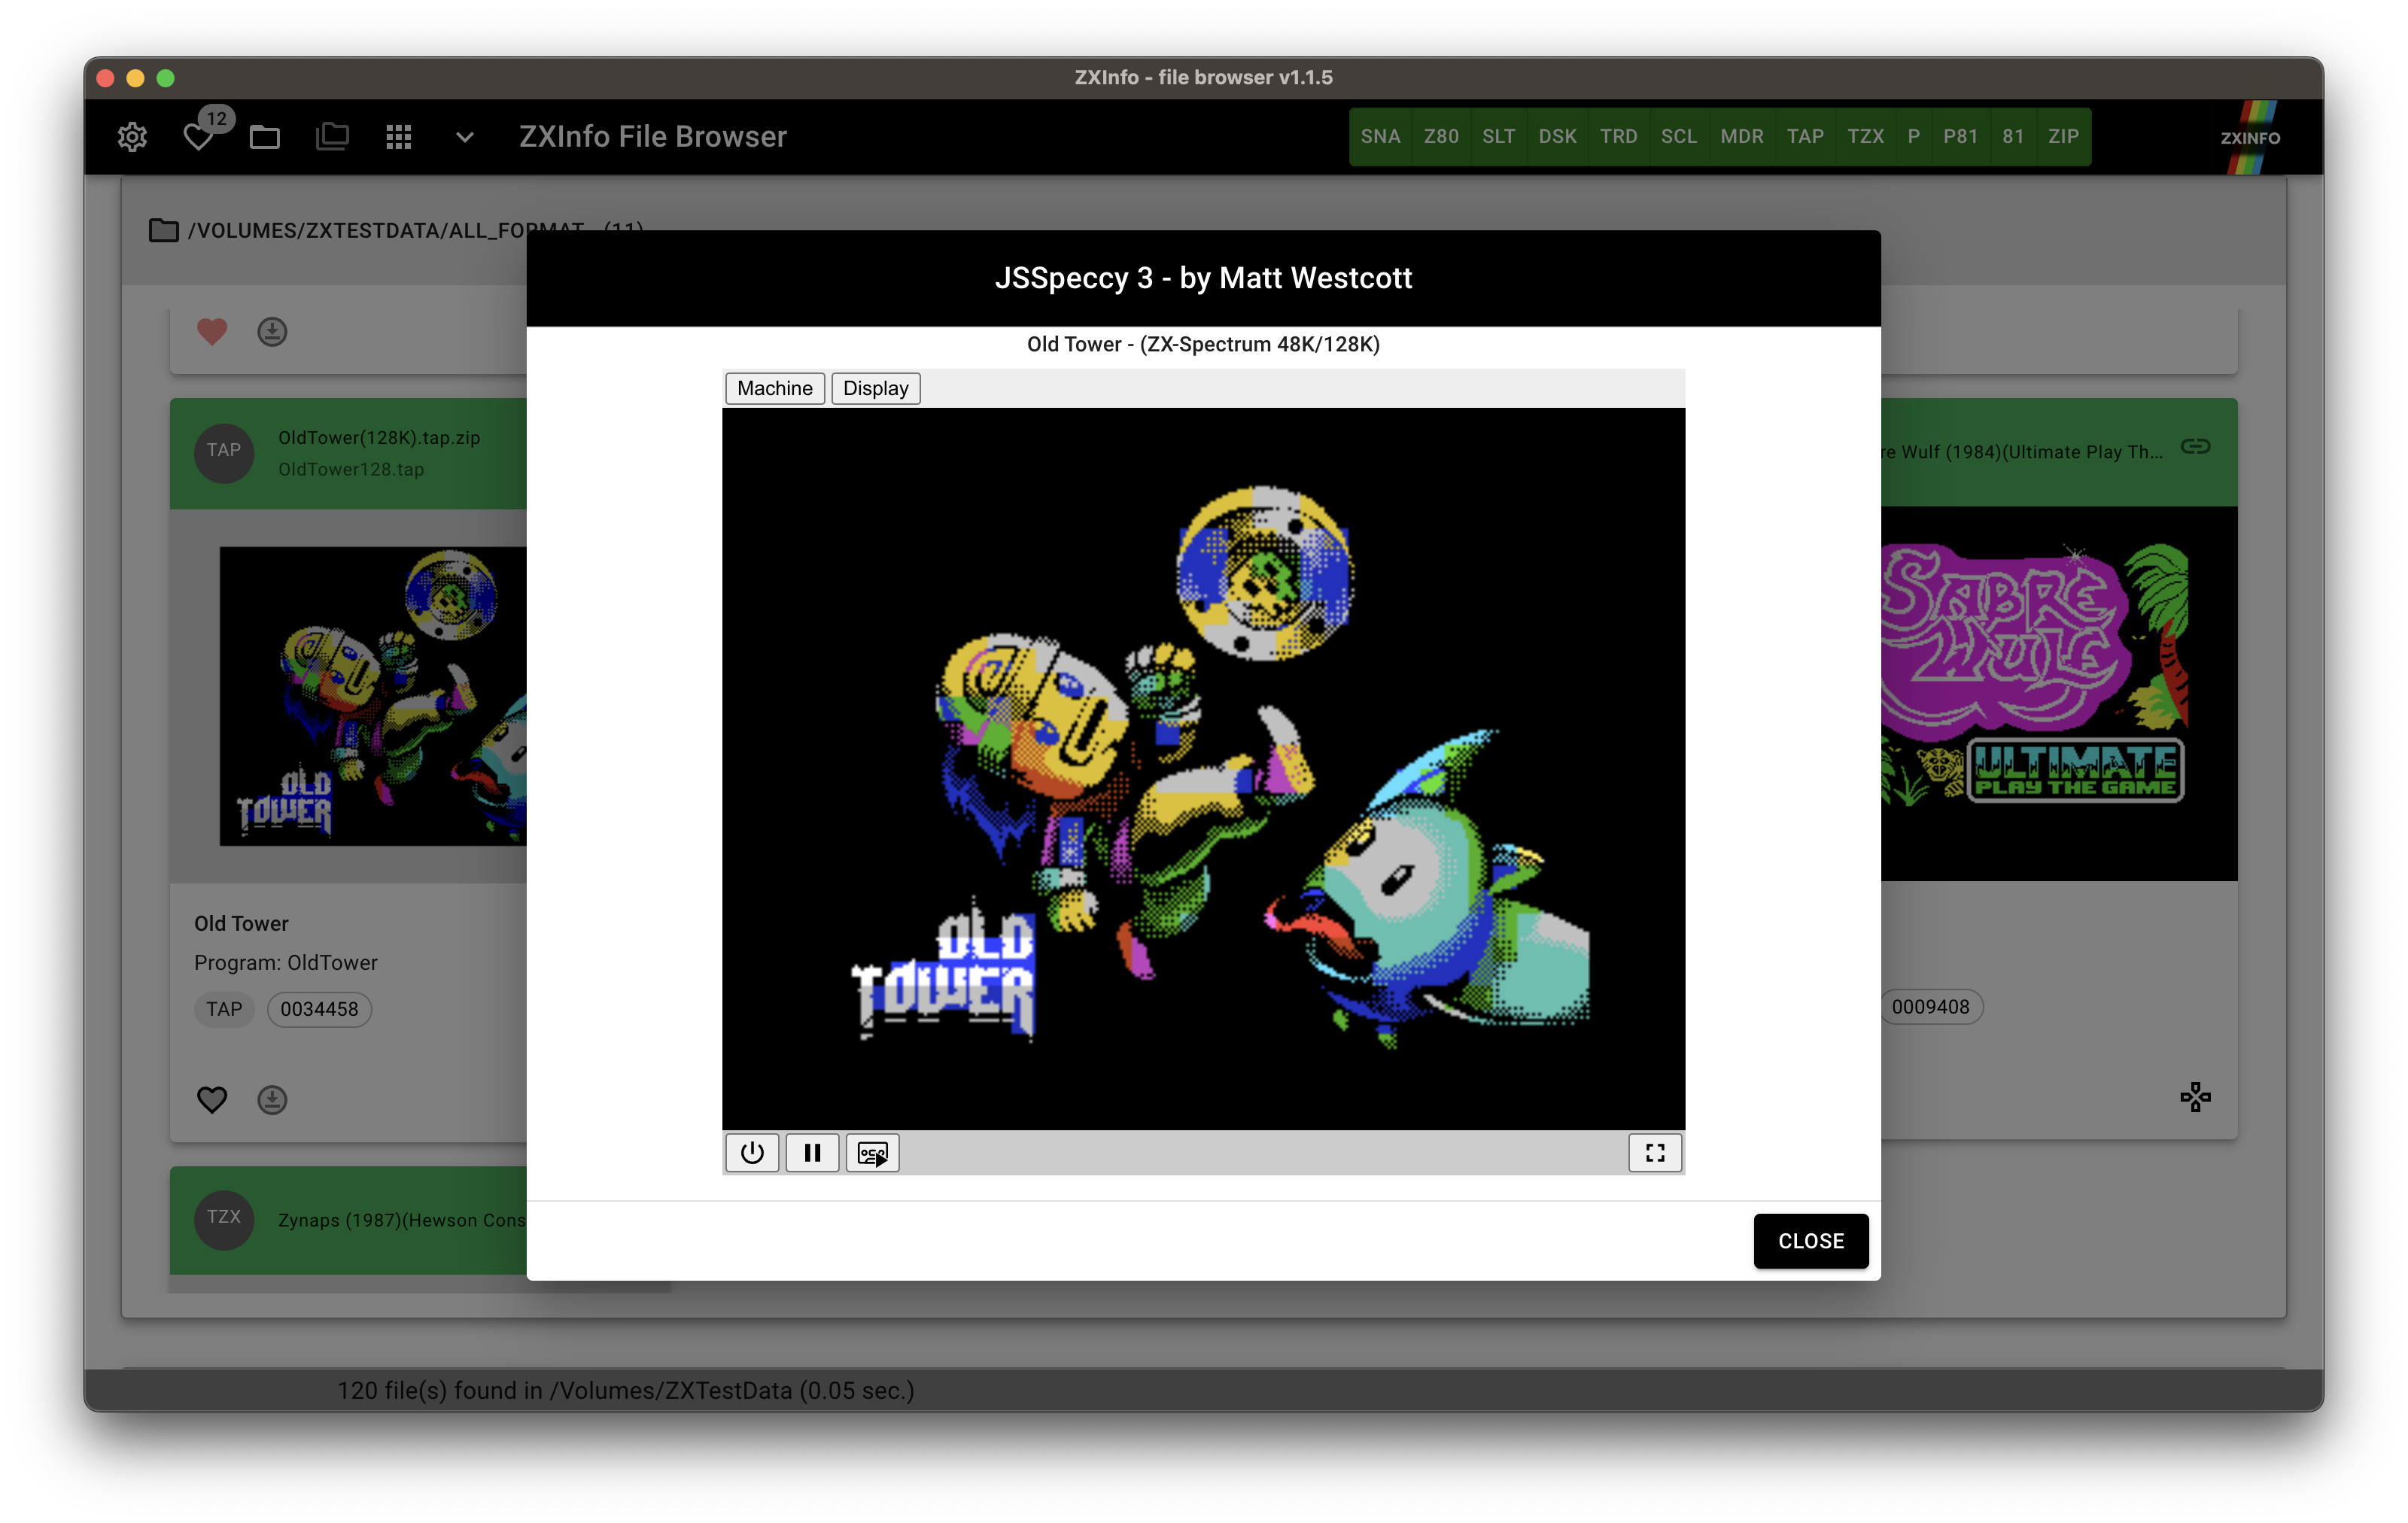 ZXInfo - file browser v1.1.5
12
ZXInfo File Browser
SNA Z80 SLT DSK TRD SCL MDR TAP TZX P P81 81 ZIP
ZXINFO
/VOLUMES/ZXTESTDATA/ALL_FORMAT - (11)
JSSpeccy 3 - by Matt Westcott
Old Tower - (ZX-Spectrum 48K/128K)
Machine Display
TAP
OldTower(128K).tap.zip
OldTower128.tap
OLD
TOWER
Old Tower
Program: OldTower
TAP 0034458
TZX
Zynaps (1987)(Hewson Cons
OLD
TOWER
re Wulf (1984)(Ultimate Play Th...
SABRE
WULF
ULTIMATE
PLAY THE GAME
0009408
CLOSE
120 file(s) found in /Volumes/ZXTestData (0.05 sec.)